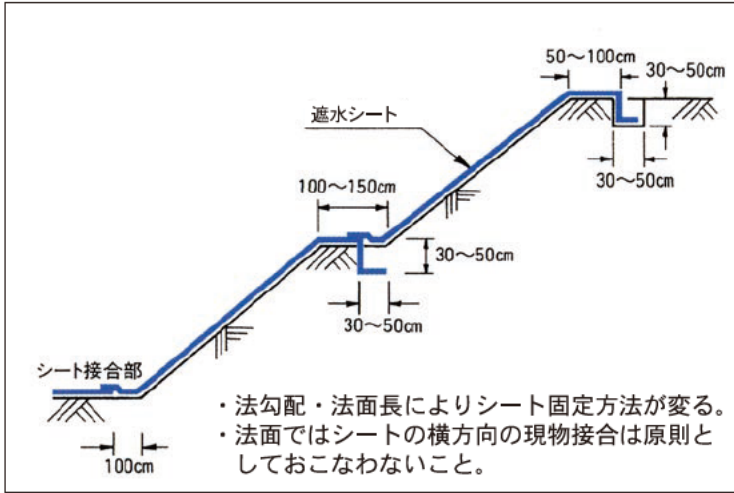 50～100cm
30～50cm
遮水シート
30～50cm
100～150cm
30～50cm
30～50cm
シート接合部
100cm
・法勾配・法面長によりシート固定方法が変る。
・法面ではシートの横方向の現物接合は原則と
しておこなわないこと。